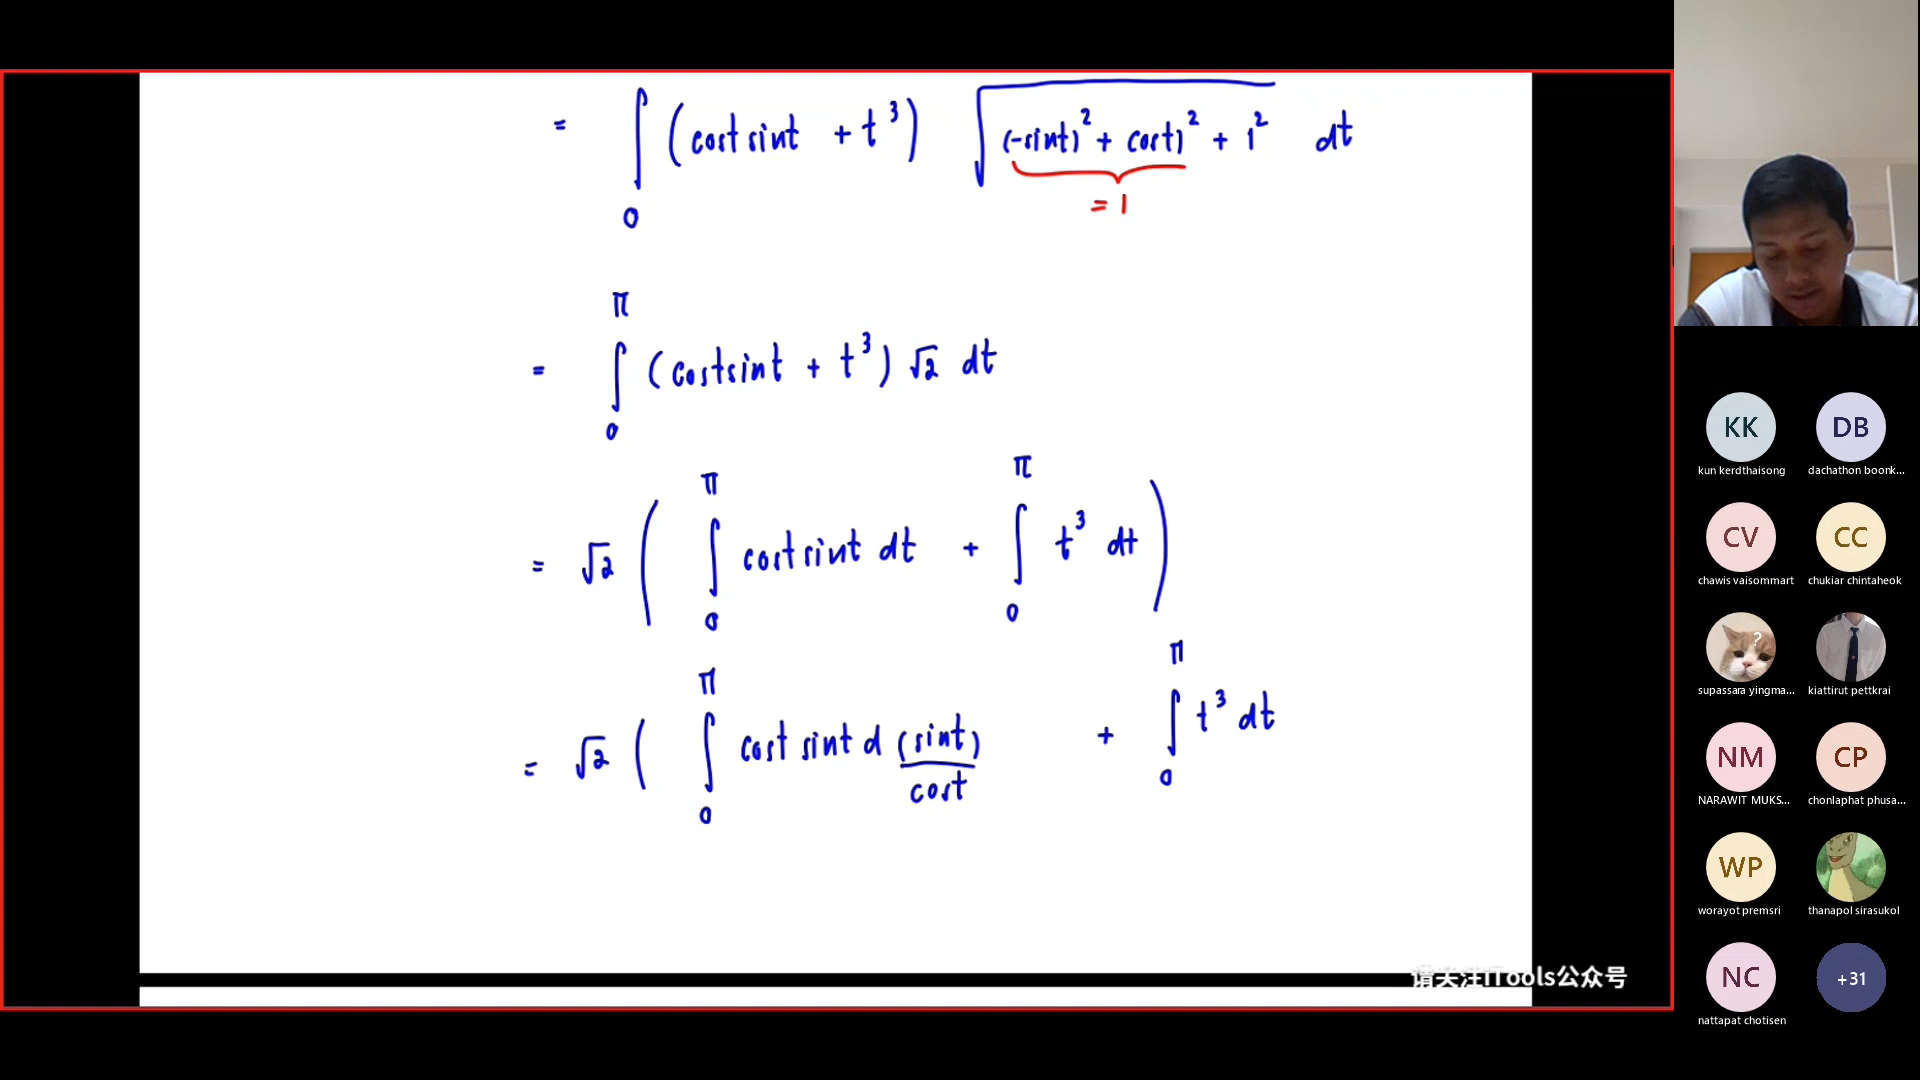 = ∫₀ (cost sint + t³) √((-sint)² + cost)² + 1² dt
= 1
= ∫₀^π (cost sint + t³) √2 dt
= √2 ( ∫₀^π cost sint dt + ∫₀^π t³ dt )
= √2 ( ∫₀^π cost sint d(sint)/cost + ∫₀^π t³ dt
请关注iTools公众号
KK
kun kerdthaisong
DB
dachathon boonk...
CV
chawis vaisommart
CC
chukiar chintaheok
?
supassara yingma...
kiattirut pettkrai
NM
NARAWIT MUKS...
CP
chonlaphat phusa...
WP
worayot premsri
thanapol sirasukol
NC
nattapat chotisen
+31